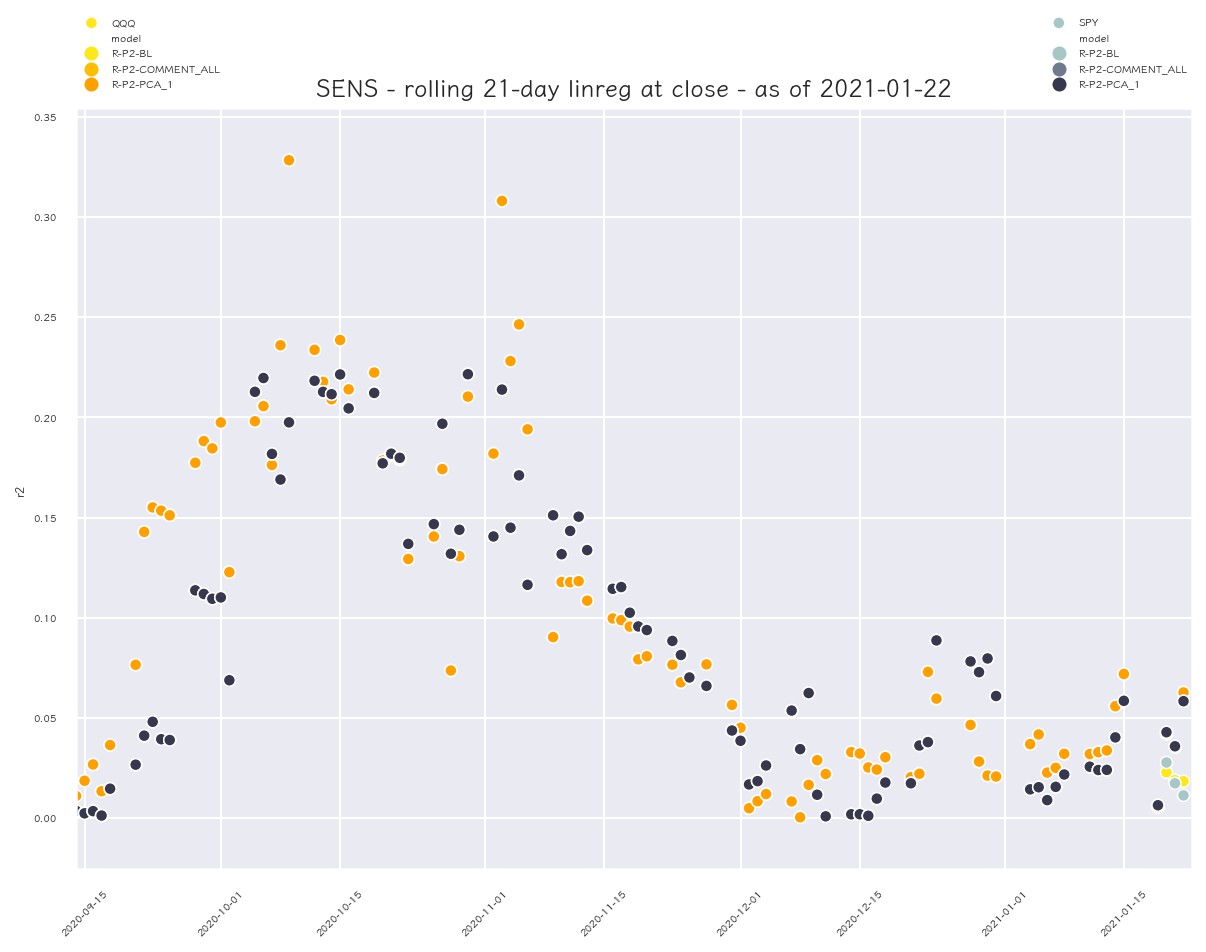 QQQ
model
R-P2-BL
R-P2-COMMENT_ALL
R-P2-PCA_1
SPY
model
R-P2-BL
R-P2-COMMENT_ALL
R-P2-PCA_1
SENS - rolling 21-day linreg at close - as of 2021-01-22
0.35
0.30
0.25
0.20
0.15
0.10
0.05
0.00
r2
2020-09-15
2020-10-01
2020-10-15
2020-11-01
2020-11-15
2020-12-01
2020-12-15
2021-01-01
2021-01-15